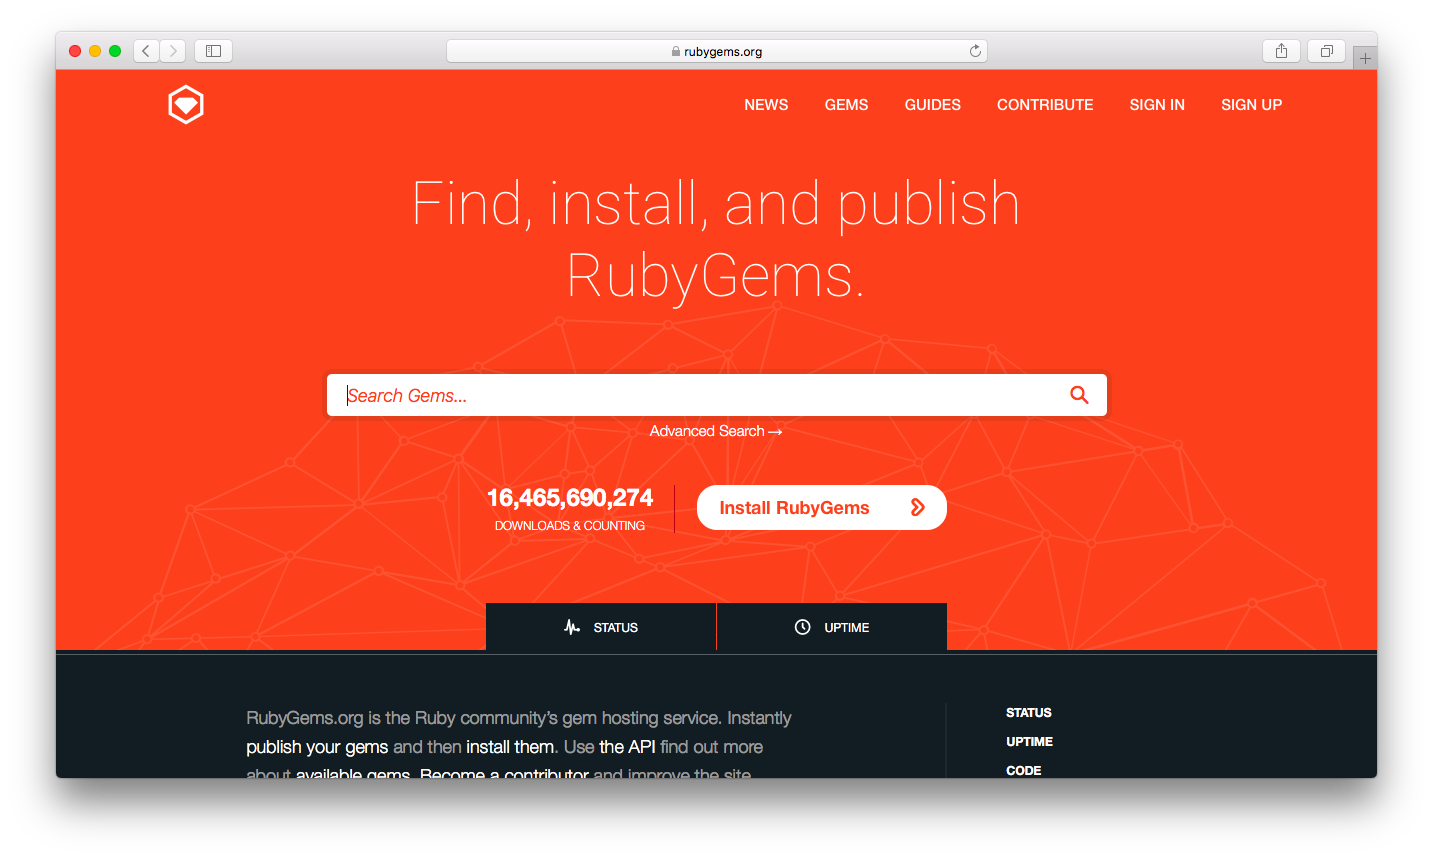 rubygems.org
NEWS GEMS GUIDES CONTRIBUTE SIGN IN SIGN UP
Find, install, and publish
RubyGems.
Search Gems...
Advanced Search →
16,465,690,274
DOWNLOADS & COUNTING
Install RubyGems
STATUS
UPTIME
RubyGems.org is the Ruby community's gem hosting service. Instantly
publish your gems and then install them. Use the API find out more
about available gems. Become a contributor and improve the site
STATUS
UPTIME
CODE